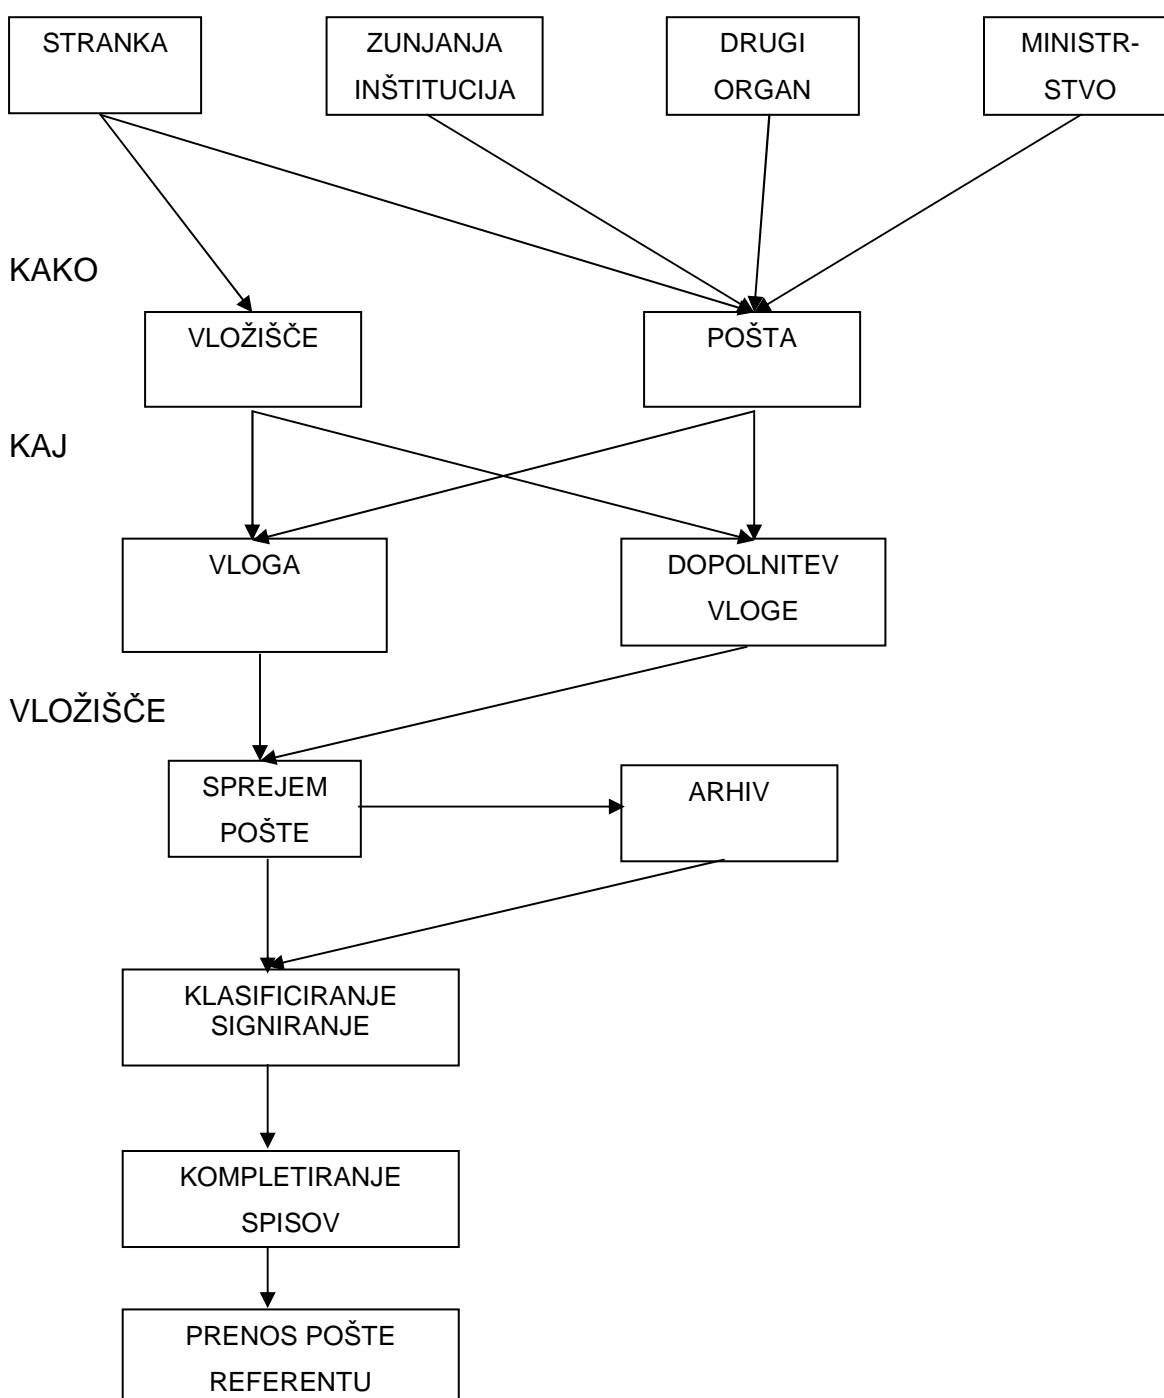 STRANKA
ZUNJANJA
INŠTITUCIJA
DRUGI
ORGAN
MINISTR-
STVO
KAKO
VLOŽIŠČE
POŠTA
KAJ
VLOGA
DOPOLNITEV
VLOGE
VLOŽIŠČE
SPREJEM
POŠTE
ARHIV
KLASIFICIRANJE
SIGNIRANJE
KOMPLETIRANJE
SPISOV
PRENOS POŠTE
REFERENTU